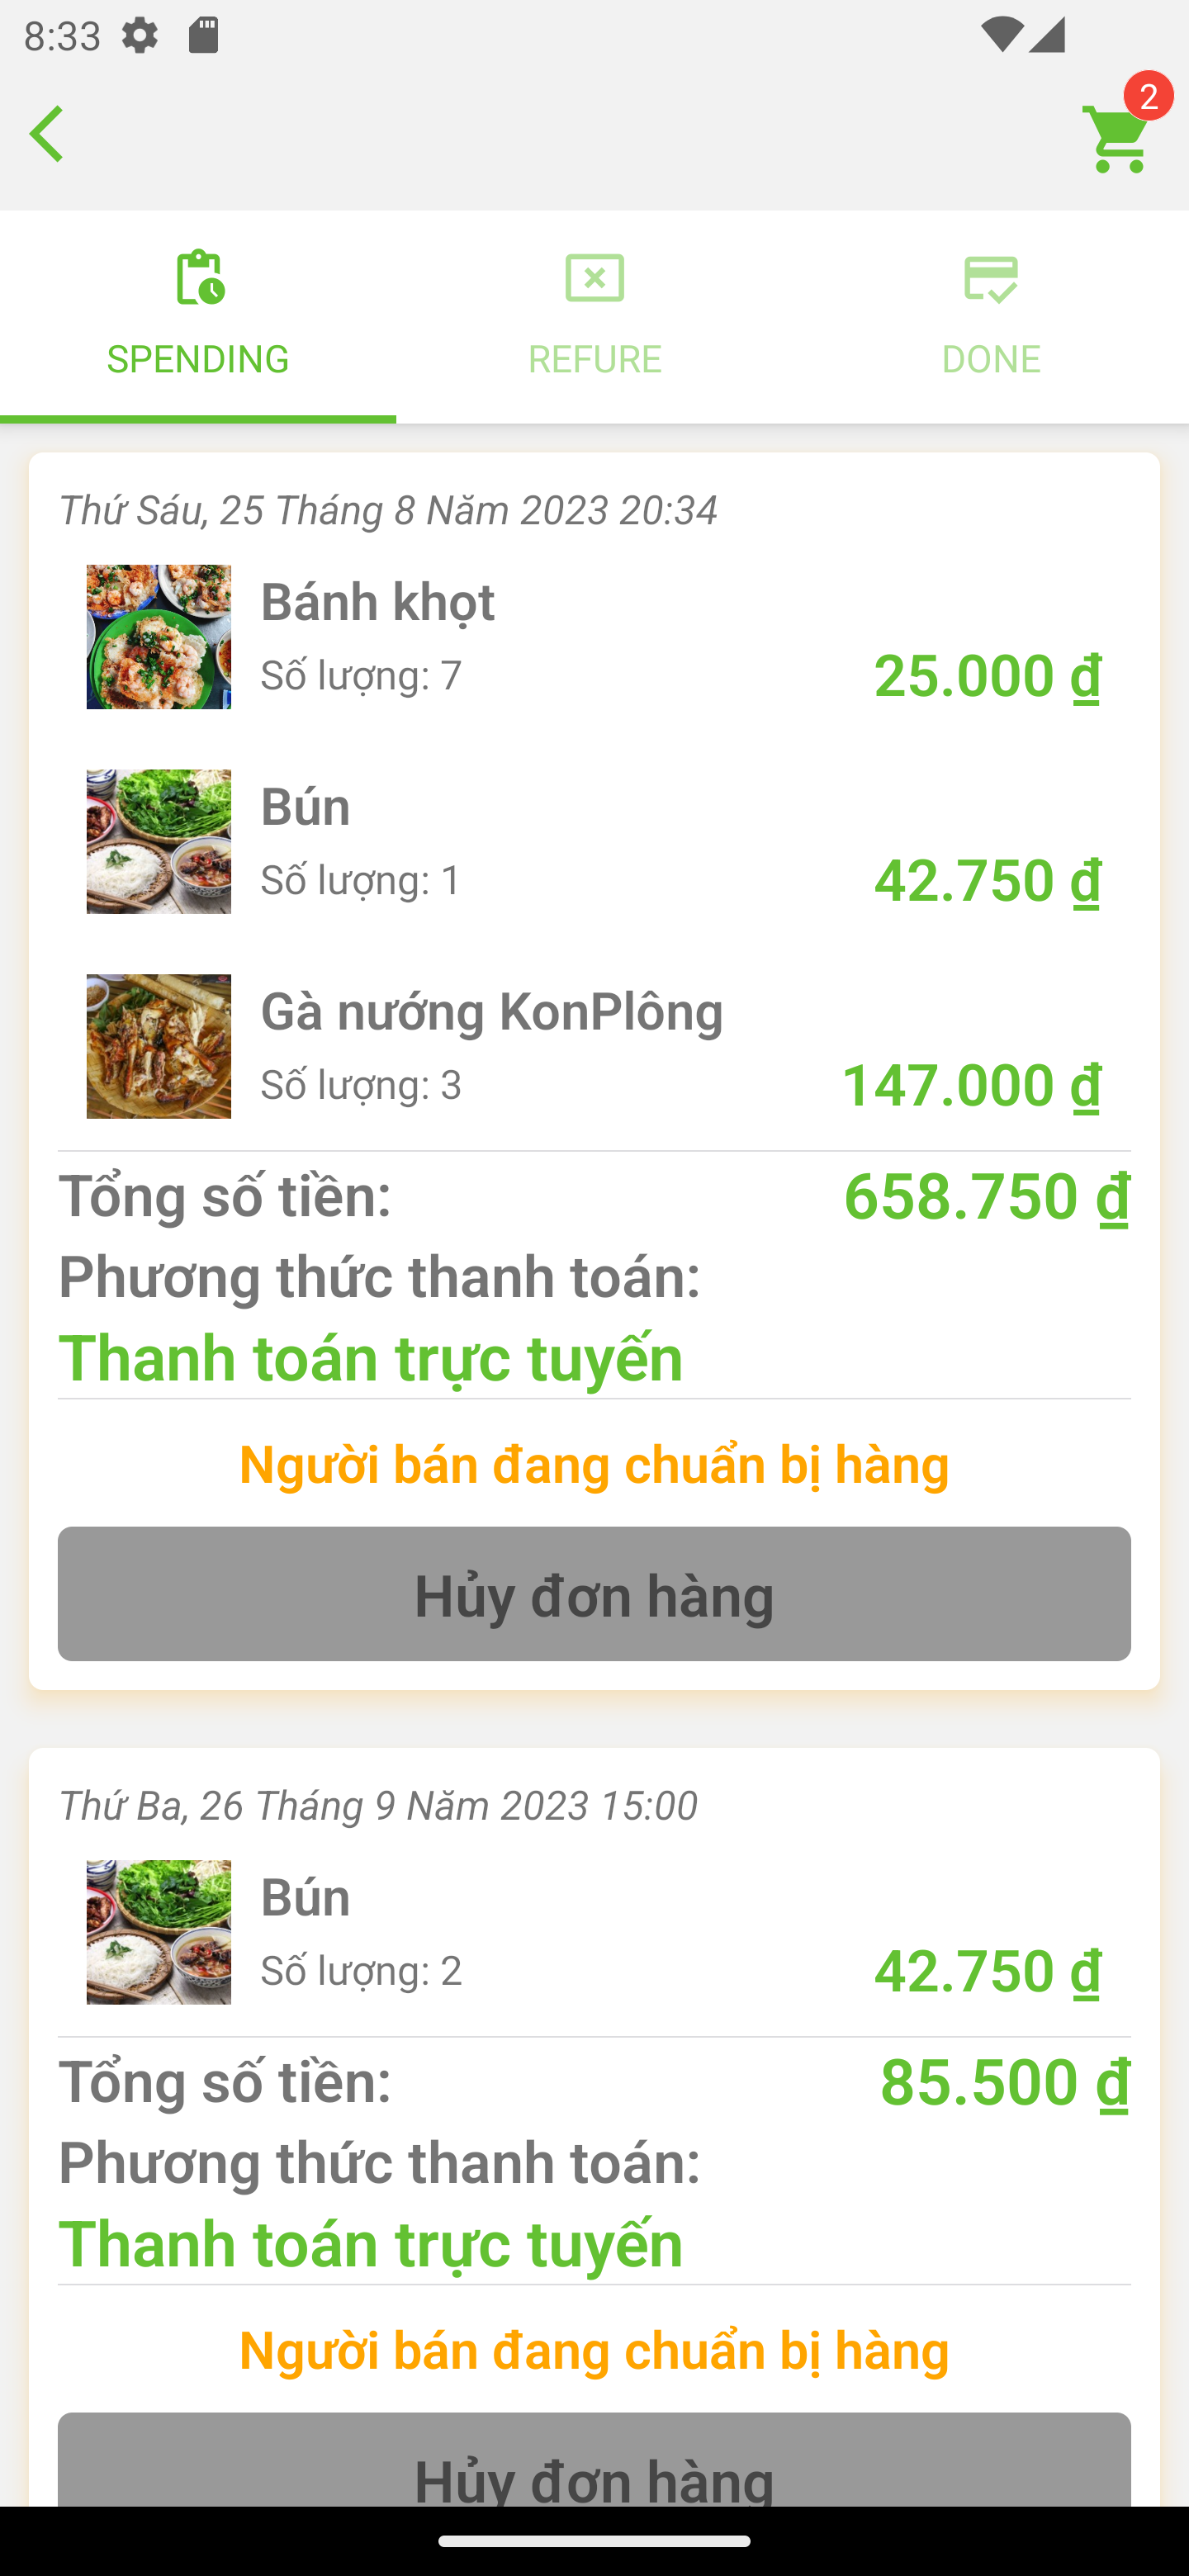 8:33
2
SPENDING
REFURE
DONE
Thứ Sáu, 25 Tháng 8 Năm 2023 20:34
Bánh khọt
Số lượng: 7
25.000 ₫
Bún
Số lượng: 1
42.750 ₫
Gà nướng KonPlông
Số lượng: 3
147.000 ₫
Tổng số tiền: 658.750 ₫
Phương thức thanh toán:
Thanh toán trực tuyến
Người bán đang chuẩn bị hàng
Hủy đơn hàng
Thứ Ba, 26 Tháng 9 Năm 2023 15:00
Bún
Số lượng: 2
42.750 ₫
Tổng số tiền: 85.500 ₫
Phương thức thanh toán:
Thanh toán trực tuyến
Người bán đang chuẩn bị hàng
Hủy đơn hàng